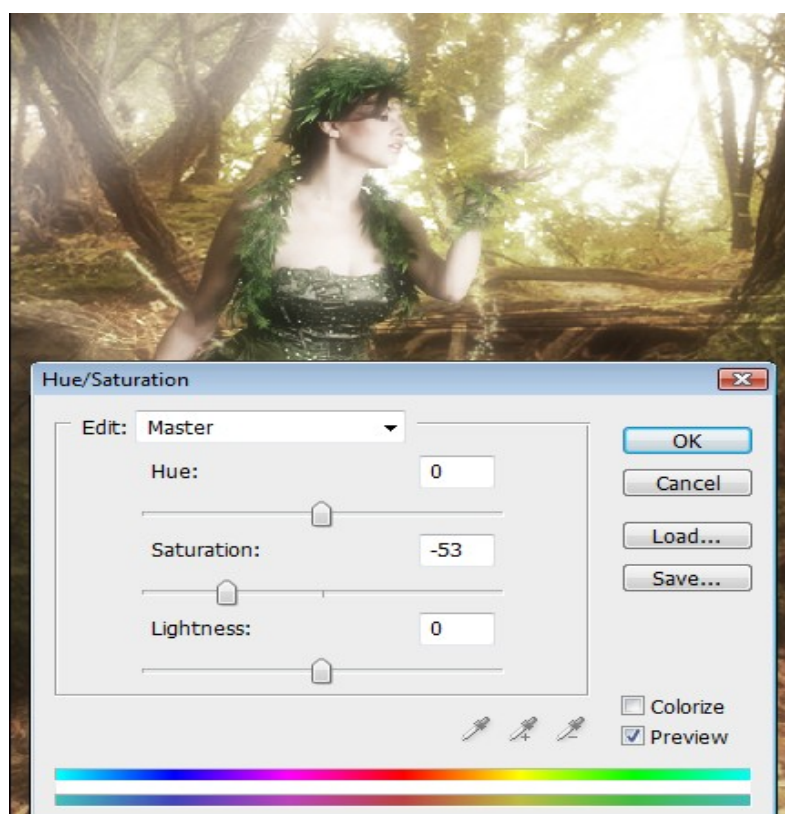 Hue/Saturation
Edit: Master
OK
Hue: 0
Cancel
Load...
Saturation: -53
Save...
Lightness: 0
Colorize
Preview